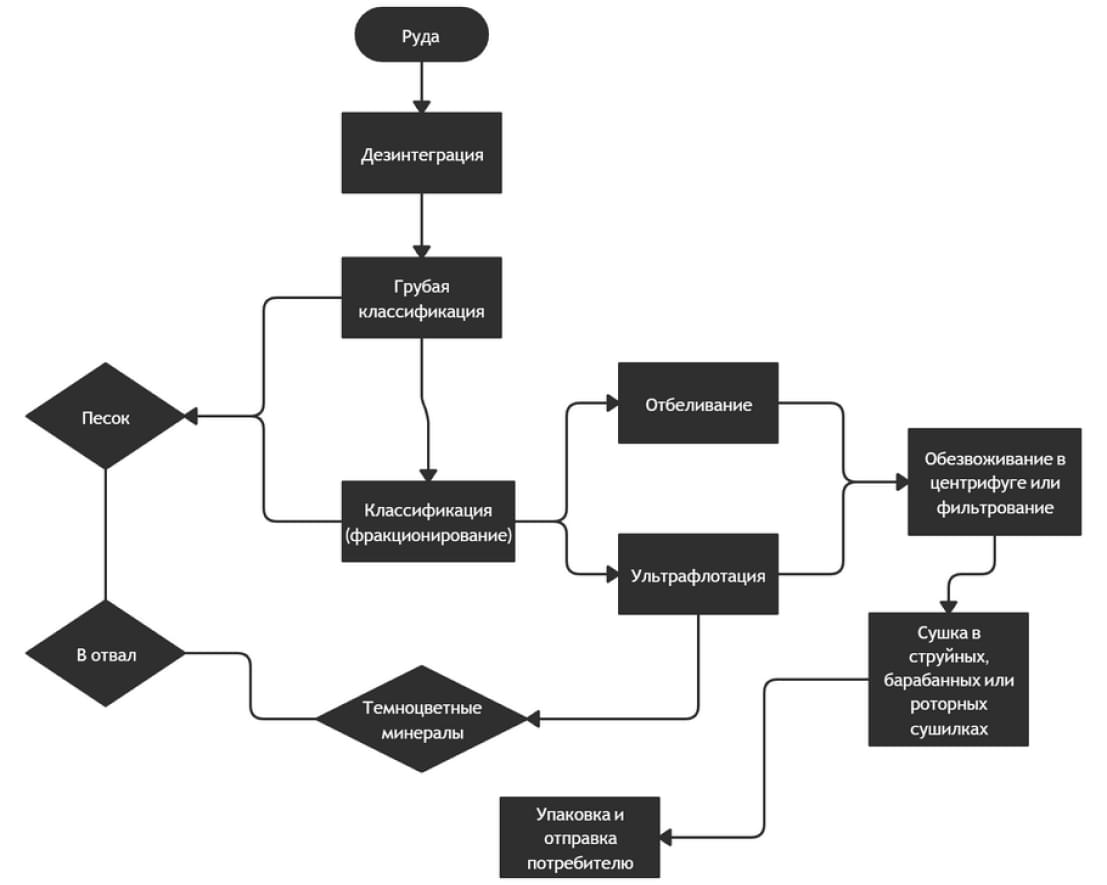 Руда
Дезинтеграция
Грубая
классификация
Песок
Отбеливание
Классификация
(фракционирование)
Обезвоживание в
центрифуге или
фильтрование
Ультрафлотация
В отвал
Темноцветные
минералы
Сушка в
струйных,
барабанных или
роторных
сушилках
Упаковка и
отправка
потребителю